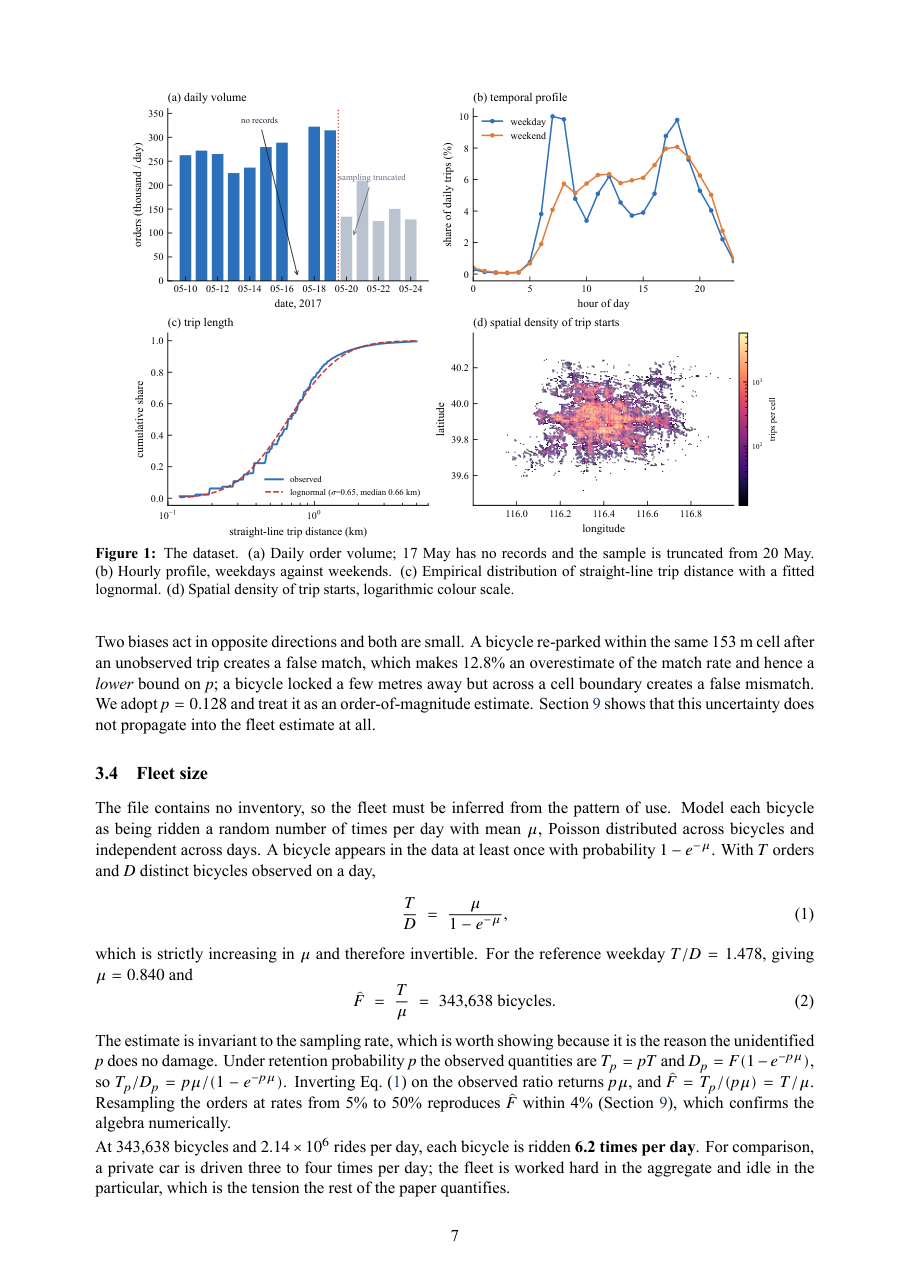 (a) daily volume
350
300
250
200
150
100
50
0
orders (thousand / day)
no records
sampling truncated
05-10 05-12 05-14 05-16 05-18 05-20 05-22 05-24
date, 2017
(b) temporal profile
10
8
6
4
2
0
share of daily trips (%)
weekday
weekend
0 5 10 15 20
hour of day
(c) trip length
1.0
0.8
0.6
0.4
0.2
0.0
cumulative share
observed
lognormal (σ=0.65, median 0.66 km)
10⁻¹ 10⁰
straight-line trip distance (km)
(d) spatial density of trip starts
40.2
40.0
39.8
39.6
latitude
116.0 116.2 116.4 116.6 116.8
longitude
10³
10²
trips per cell
Figure 1: The dataset. (a) Daily order volume; 17 May has no records and the sample is truncated from 20 May.
(b) Hourly profile, weekdays against weekends. (c) Empirical distribution of straight-line trip distance with a fitted
lognormal. (d) Spatial density of trip starts, logarithmic colour scale.
Two biases act in opposite directions and both are small. A bicycle re-parked within the same 153 m cell after
an unobserved trip creates a false match, which makes 12.8% an overestimate of the match rate and hence a
lower bound on p; a bicycle locked a few metres away but across a cell boundary creates a false mismatch.
We adopt p = 0.128 and treat it as an order-of-magnitude estimate. Section 9 shows that this uncertainty does
not propagate into the fleet estimate at all.
3.4 Fleet size
The file contains no inventory, so the fleet must be inferred from the pattern of use. Model each bicycle
as being ridden a random number of times per day with mean μ, Poisson distributed across bicycles and
independent across days. A bicycle appears in the data at least once with probability 1 − e^−μ. With T orders
and D distinct bicycles observed on a day,
T/D = μ/(1 − e^−μ), (1)
which is strictly increasing in μ and therefore invertible. For the reference weekday T/D = 1.478, giving
μ = 0.840 and
F̂ = T/μ = 343,638 bicycles. (2)
The estimate is invariant to the sampling rate, which is worth showing because it is the reason the unidentified
p does no damage. Under retention probability p the observed quantities are T_p = pT and D_p = F(1 − e^−pμ),
so T_p/D_p = pμ/(1 − e^−pμ). Inverting Eq. (1) on the observed ratio returns pμ, and F̂ = T_p/(pμ) = T/μ.
Resampling the orders at rates from 5% to 50% reproduces F̂ within 4% (Section 9), which confirms the
algebra numerically.
At 343,638 bicycles and 2.14 × 10⁶ rides per day, each bicycle is ridden 6.2 times per day. For comparison,
a private car is driven three to four times per day; the fleet is worked hard in the aggregate and idle in the
particular, which is the tension the rest of the paper quantifies.
7